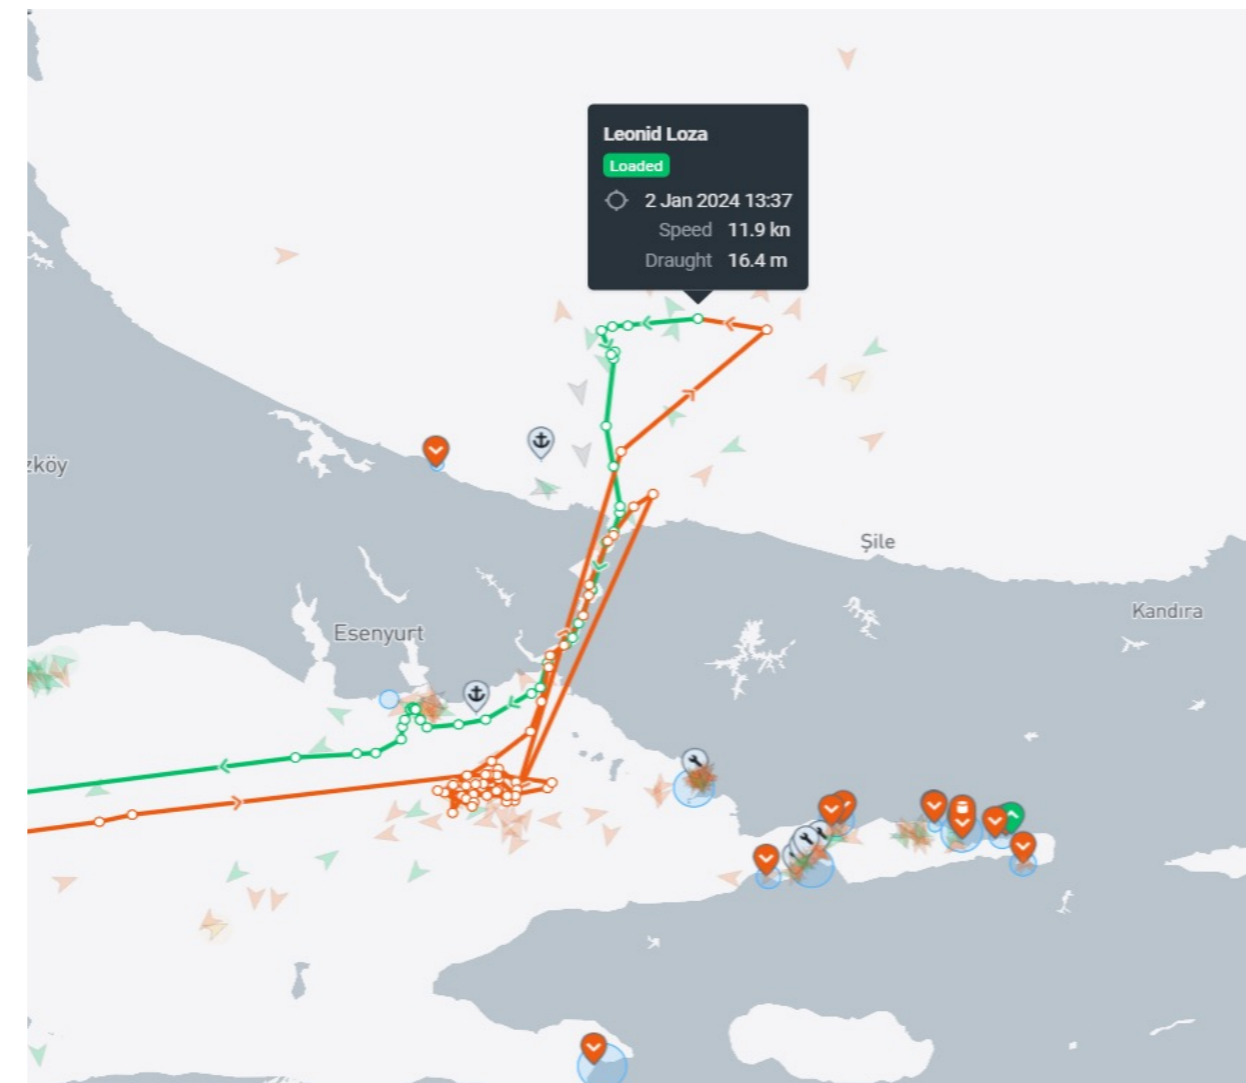 Leonid Loza
Loaded
2 Jan 2024 13:37
Speed 11.9 kn
Draught 16.4 m
zköy
Şile
Kandıra
Esenyurt